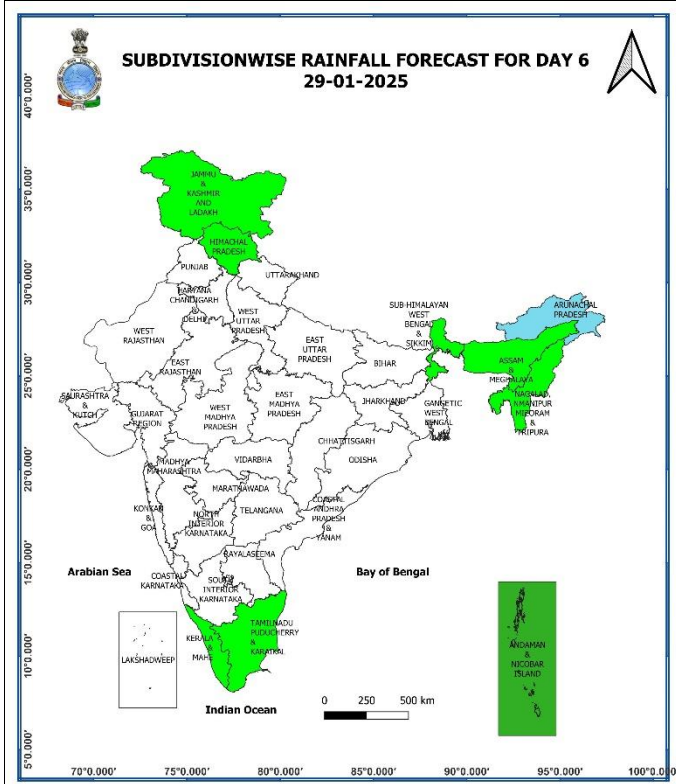 SUBDIVISIONWISE RAINFALL FORECAST FOR DAY 6
29-01-2025
40°0.000'
35°0.000'
30°0.000'
25°0.000'
20°0.000'
15°0.000'
10°0.000'
5°0.000'
JAMMU
&
KASHMIR
AND
LADAKH
HIMACHAL
PRADESH
PUNJAB
UTTARAKHAND
HARYANA
CHANDIGARH
&
DELHI
WEST
UTTAR
PRADESH
SUB-HIMALAYAN
WEST
BENGAL
&
SIKKIM
ARUNACHAL
PRADESH
WEST
RAJASTHAN
EAST
RAJASTHAN
EAST
UTTAR
PRADESH
BIHAR
ASSAM
&
MEGHALAYA
NAGALAD,
NMANIPUR
MIZORAM
&
TRIPURA
SAURASHTRA
&
KUTCH
GUJARAT
REGION
WEST
MADHYA
PRADESH
EAST
MADHYA
PRADESH
JHARKHAND
GANGETIC
WEST
BENGAL
CHHATTISGARH
ODISHA
MADHYA
MAHARASHTRA
VIDARBHA
MARATHAWADA
KONKAN
&
GOA
NORTH
INTERIOR
KARNATAKA
TELANGANA
COASTAL
ANDHRA
PRADESH
&
YANAM
RAYALASEEMA
Arabian Sea
Bay of Bengal
COASTAL
KARNATAKA
SOUTH
INTERIOR
KARNATAKA
TAMILNADU
PUDUCHERRY
&
KARAIKAL
KERALA
&
MAHE
LAKSHADWEEP
ANDAMAN
&
NICOBAR
ISLAND
Indian Ocean
0 250 500 km
70°0.000' 75°0.000' 80°0.000' 85°0.000' 90°0.000' 95°0.000' 100°0.000'